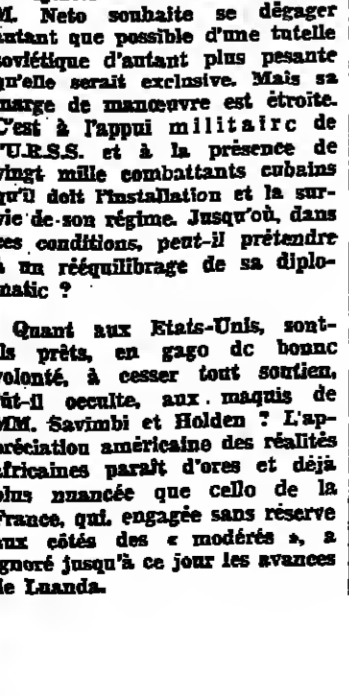 M. Neto souhaite se dégager
autant que possible d'une tutelle
soviétique d'autant plus pesante
qu'elle serait exclusive. Mais sa
marge de manœuvre est étroite.
C'est à l'appui militairc de
l'U.R.S.S. et à la présence de
vingt mille combattants cubains
qu'il doit l'installation et la sur-
vie de son régime. Jusqu'où, dans
ces conditions, peut-il prétendre
à un rééquilibrage de sa diplo-
matic ?
Quant aux Etats-Unis, sont-
ils prêts, en gago dc bonnc
volonté, à cesser tout soutien,
fût-il occulte, aux maquis de
MM. Savimbi et Holden ? L'ap-
préciation américaine des réalités
africaines paraît d'ores et déjà
plus nuancée que cello de la
France, qui, engagée sans réserve
aux côtés des « modérés », a
ignoré jusqu'à ce jour les avances
de Luanda.